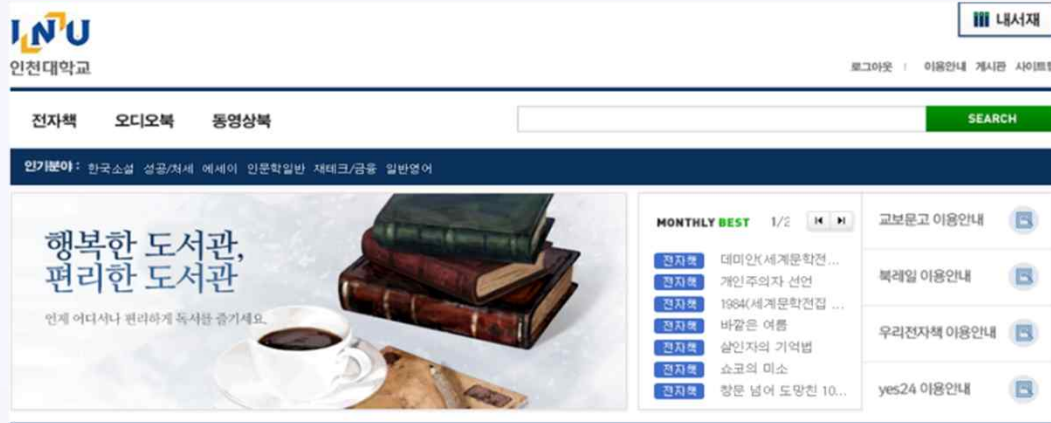 INU
인천대학교
내서재
로그아웃 | 이용안내 게시판 사이트맵
전자책 오디오북 동영상북
SEARCH
인기분야 : 한국소설 성공/처세 에세이 인문학일반 재테크/금융 일반영어
행복한 도서관,
편리한 도서관
언제 어디서나 편리하게 독서를 즐기세요.
MONTHLY BEST 1/2
전자책 데미안(세계문학전...
전자책 개인주의자 선언
전자책 1984(세계문학전집 ...
전자책 바깥은 여름
전자책 살인자의 기억법
전자책 쇼코의 미소
전자책 창문 넘어 도망친 10...
교보문고 이용안내
북레일 이용안내
우리전자책 이용안내
yes24 이용안내